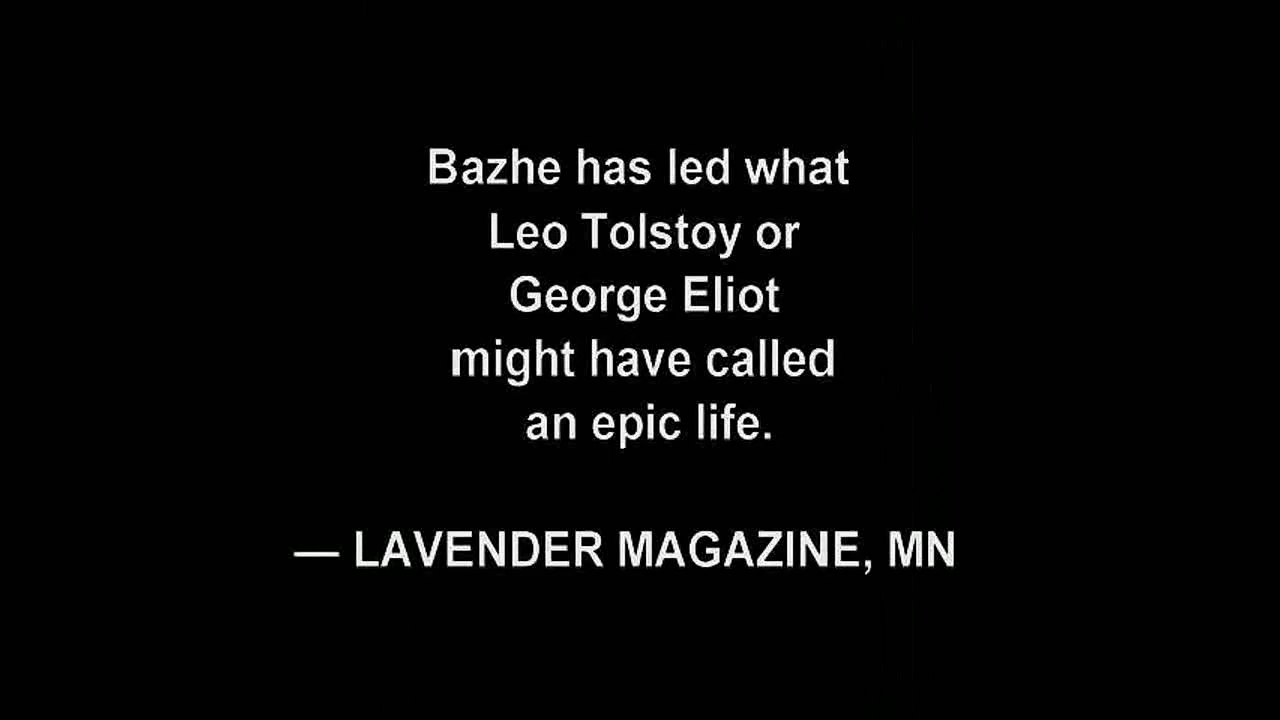 Bazhe has led what
Leo Tolstoy or
George Eliot
might have called
an epic life.
— LAVENDER MAGAZINE, MN